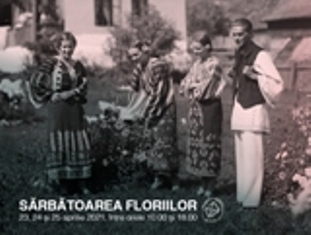 SĂRBĂTOAREA FLORIILOR
23, 24 și 25 aprilie 2021, între orele 10.00 și 18.00